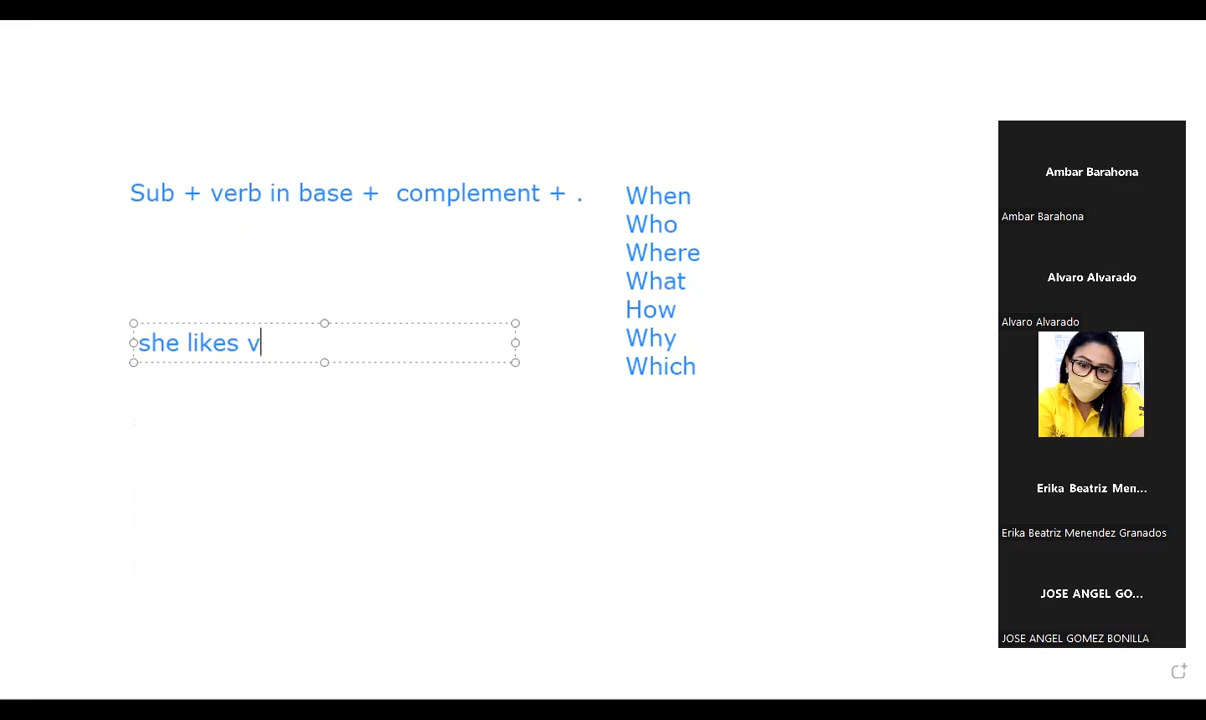 Sub + verb in base +  complement + .
When
Who
Where
What
How
Why
Which
she likes v
Ambar Barahona
Ambar Barahona
Alvaro Alvarado
Alvaro Alvarado
Erika Beatriz Men...
Erika Beatriz Menendez Granados
JOSE ANGEL GO...
JOSE ANGEL GOMEZ BONILLA